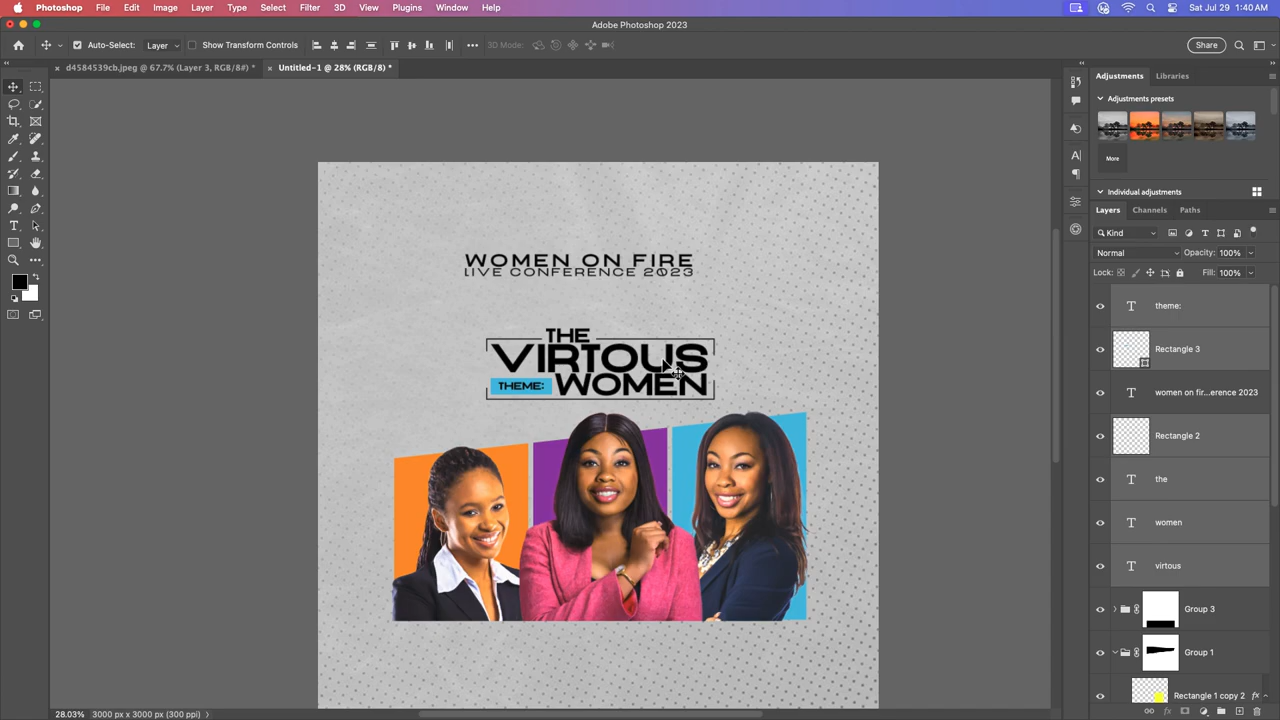 Photoshop File Edit Image Layer Type Select Filter 3D View Plugins Window Help Sat Jul 29 1:40 AM
Adobe Photoshop 2023
Auto-Select: Layer Show Transform Controls 3D Mode: Share
d4584539cb.jpeg @ 67.7% (Layer 3, RGB/8#) * Untitled-1 @ 28% (RGB/8) *
Adjustments Libraries
Adjustments presets
More
Individual adjustments
Layers Channels Paths
Kind
Normal Opacity: 100%
Lock: Fill: 100%
theme:
Rectangle 3
women on fir...erence 2023
Rectangle 2
the
women
virtous
Group 3
Group 1
Rectangle 1 copy 2 fx
WOMEN ON FIRE
LIVE CONFERENCE 2023
THE
VIRTOUS
THEME: WOMEN
28.03% 3000 px x 3000 px (300 ppi)